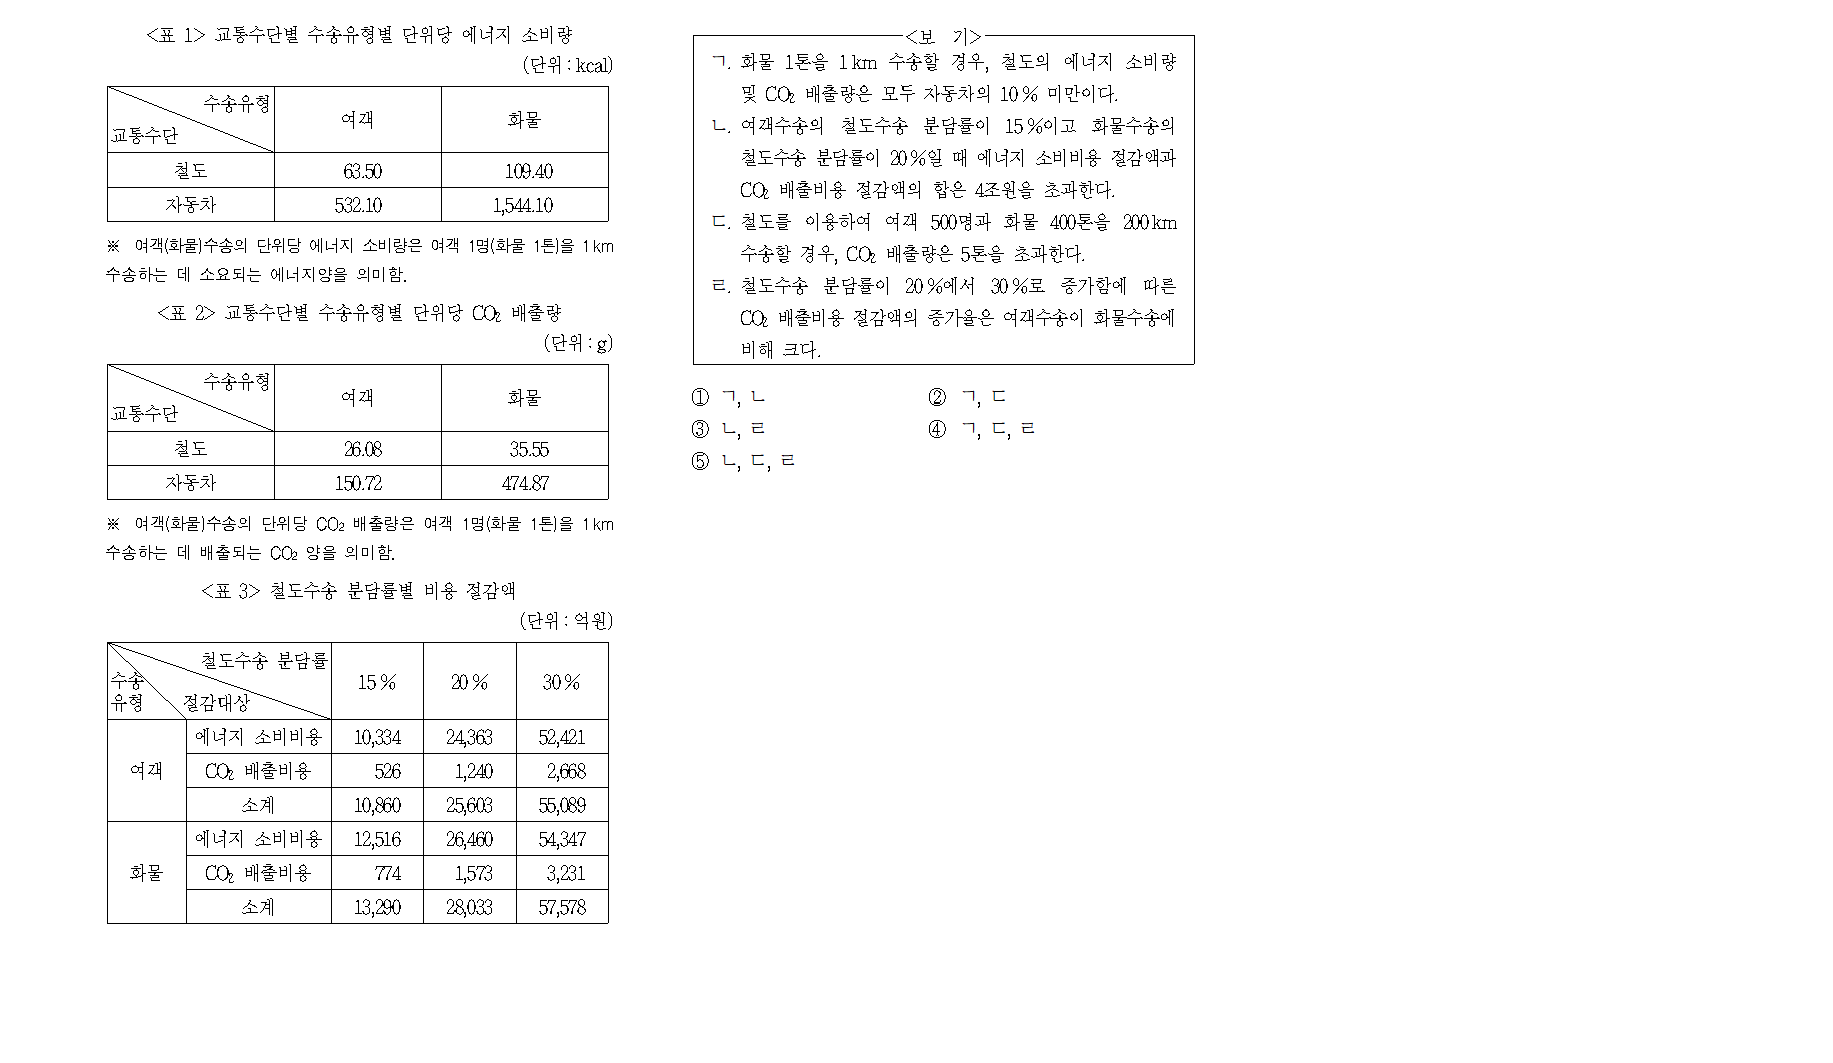 <표 1> 교통수단별 수송유형별 단위당 에너지 소비량
(단위 : kcal)
수송유형
교통수단
여객 화물
철도 63.50 109.40
자동차 532.10 1,544.10
※ 여객(화물)수송의 단위당 에너지 소비량은 여객 1명(화물 1톤)을 1 km
수송하는 데 소요되는 에너지양을 의미함.
<표 2> 교통수단별 수송유형별 단위당 CO₂ 배출량
(단위 : g)
수송유형
교통수단
여객 화물
철도 26.08 35.55
자동차 150.72 474.87
※ 여객(화물)수송의 단위당 CO₂ 배출량은 여객 1명(화물 1톤)을 1 km
수송하는 데 배출되는 CO₂ 양을 의미함.
<표 3> 철도수송 분담률별 비용 절감액
(단위 : 억원)
철도수송 분담률
수송
유형
절감대상
15 % 20 % 30 %
여객
에너지 소비비용 10,334 24,363 52,421
CO₂ 배출비용 526 1,240 2,668
소계 10,860 25,603 55,089
화물
에너지 소비비용 12,516 26,460 54,347
CO₂ 배출비용 774 1,573 3,231
소계 13,290 28,033 57,578
<보 기>
ㄱ. 화물 1톤을 1 km 수송할 경우, 철도의 에너지 소비량
및 CO₂ 배출량은 모두 자동차의 10 % 미만이다.
ㄴ. 여객수송의 철도수송 분담률이 15 %이고 화물수송의
철도수송 분담률이 20 %일 때 에너지 소비비용 절감액과
CO₂ 배출비용 절감액의 합은 4조원을 초과한다.
ㄷ. 철도를 이용하여 여객 500명과 화물 400톤을 200 km
수송할 경우, CO₂ 배출량은 5톤을 초과한다.
ㄹ. 철도수송 분담률이 20 %에서 30 %로 증가함에 따른
CO₂ 배출비용 절감액의 증가율은 여객수송이 화물수송에
비해 크다.
① ㄱ, ㄴ ② ㄱ, ㄷ
③ ㄴ, ㄹ ④ ㄱ, ㄷ, ㄹ
⑤ ㄴ, ㄷ, ㄹ